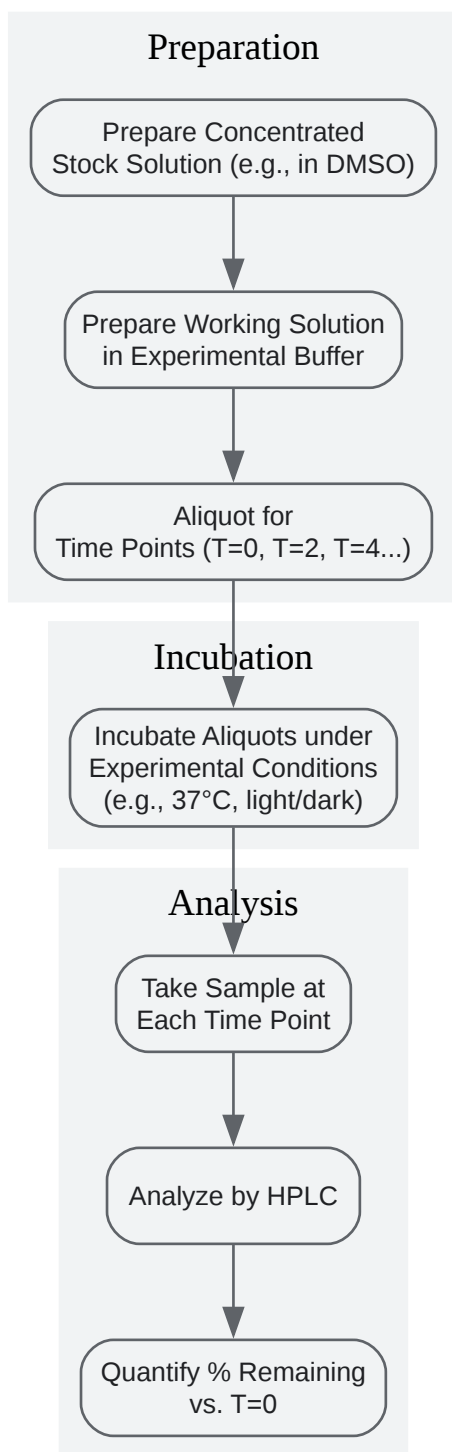 Preparation
Prepare Concentrated
Stock Solution (e.g., in DMSO)
Prepare Working Solution
in Experimental Buffer
Aliquot for
Time Points (T=0, T=2, T=4...)
Incubation
Incubate Aliquots under
Experimental Conditions
(e.g., 37°C, light/dark)
Analysis
Take Sample at
Each Time Point
Analyze by HPLC
Quantify % Remaining
vs. T=0